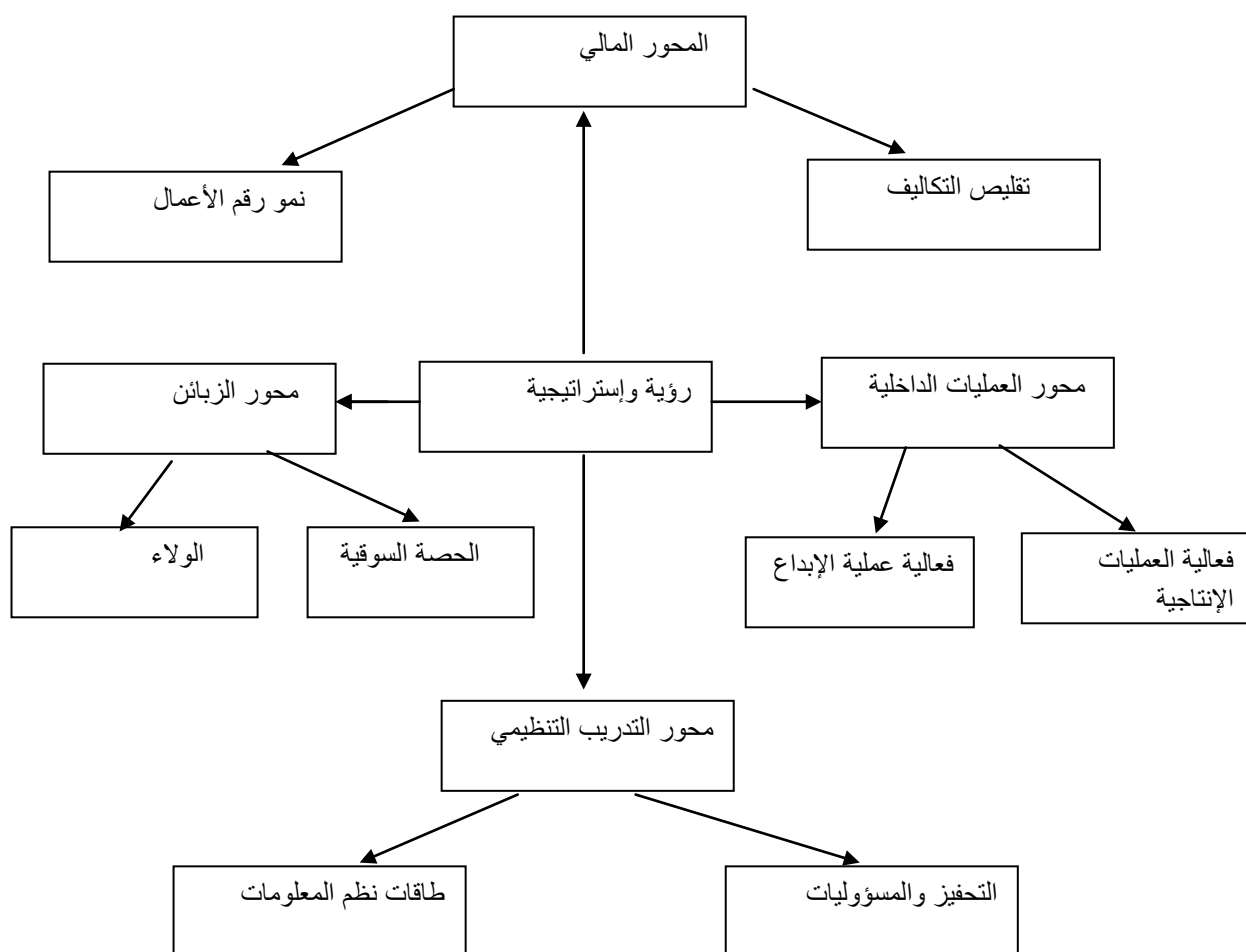 المحور المالي
تقليص التكاليف
نمو رقم الأعمال
محور العمليات الداخلية
رؤية وإستراتيجية
محور الزبائن
فعالية العمليات
الإنتاجية
فعالية عملية الإبداع
الحصة السوقية
الولاء
محور التدريب التنظيمي
التحفيز والمسؤوليات
طاقات نظم المعلومات